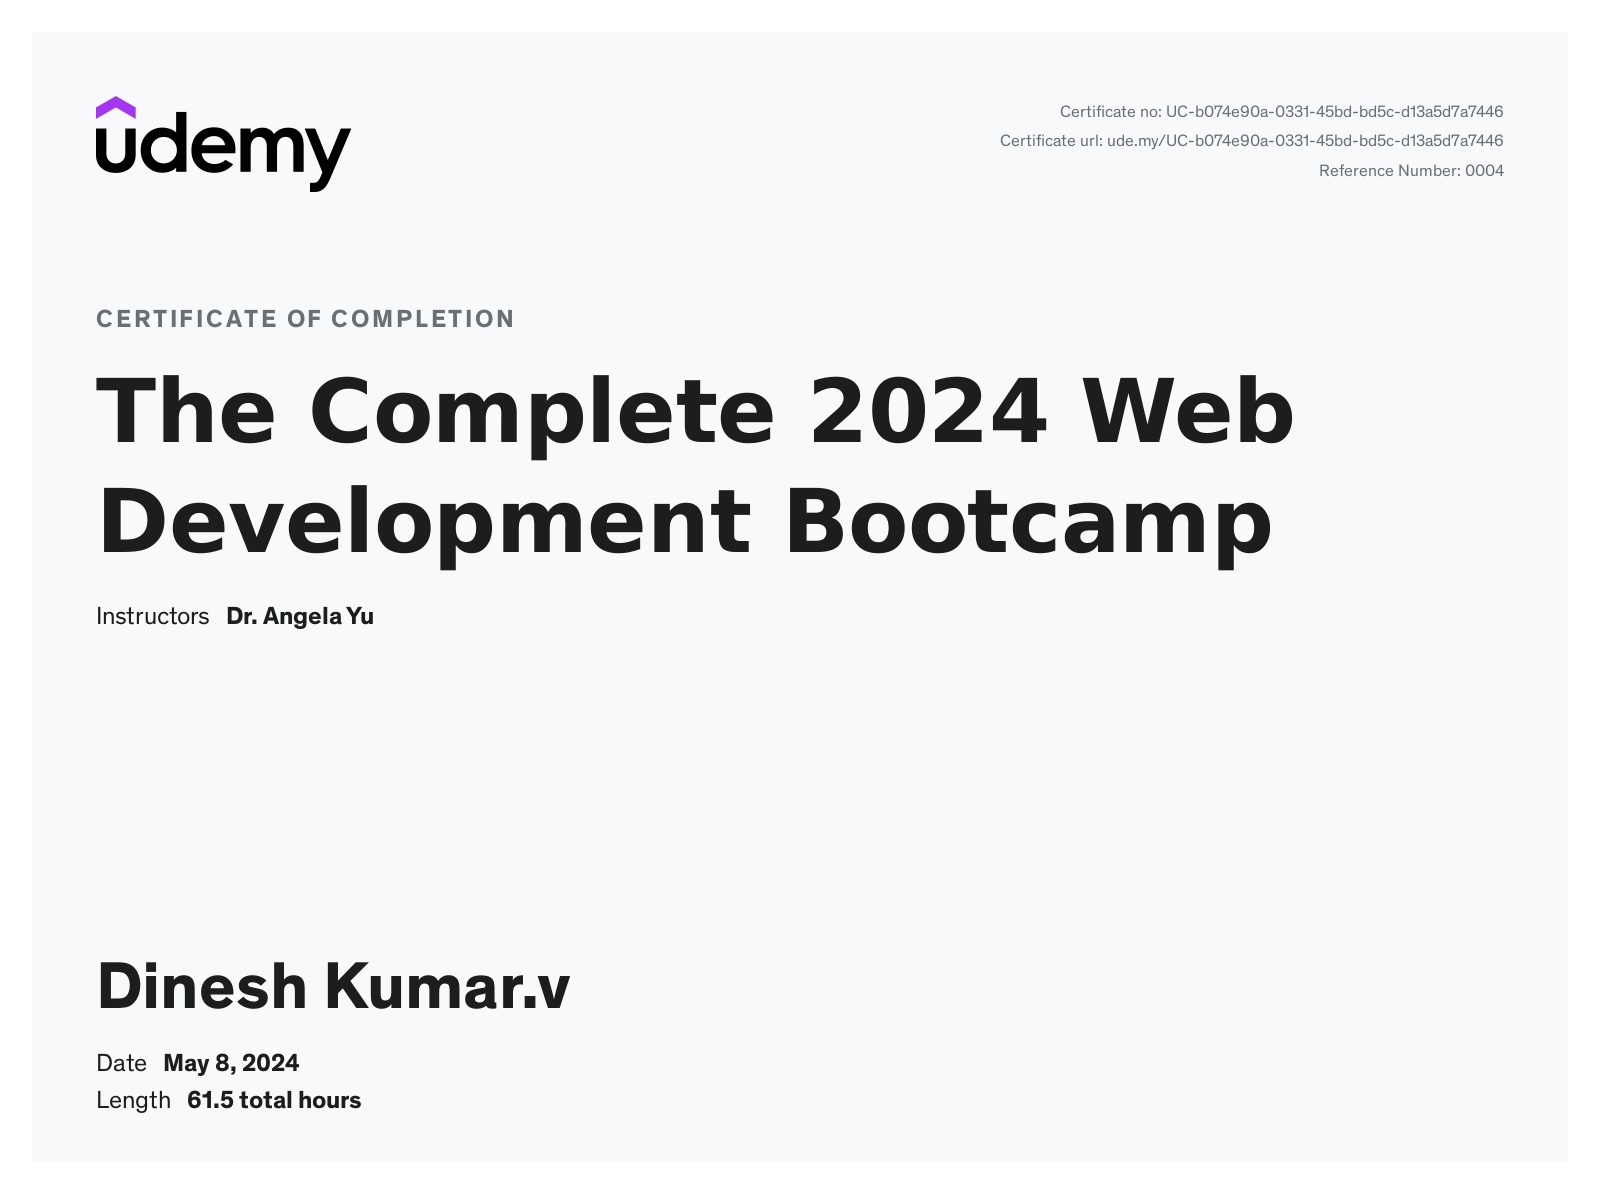 udemy
Certificate no: UC-b074e90a-0331-45bd-bd5c-d13a5d7a7446
Certificate url: ude.my/UC-b074e90a-0331-45bd-bd5c-d13a5d7a7446
Reference Number: 0004
CERTIFICATE OF COMPLETION
The Complete 2024 Web
Development Bootcamp
Instructors Dr. Angela Yu
Dinesh Kumar.v
Date May 8, 2024
Length 61.5 total hours